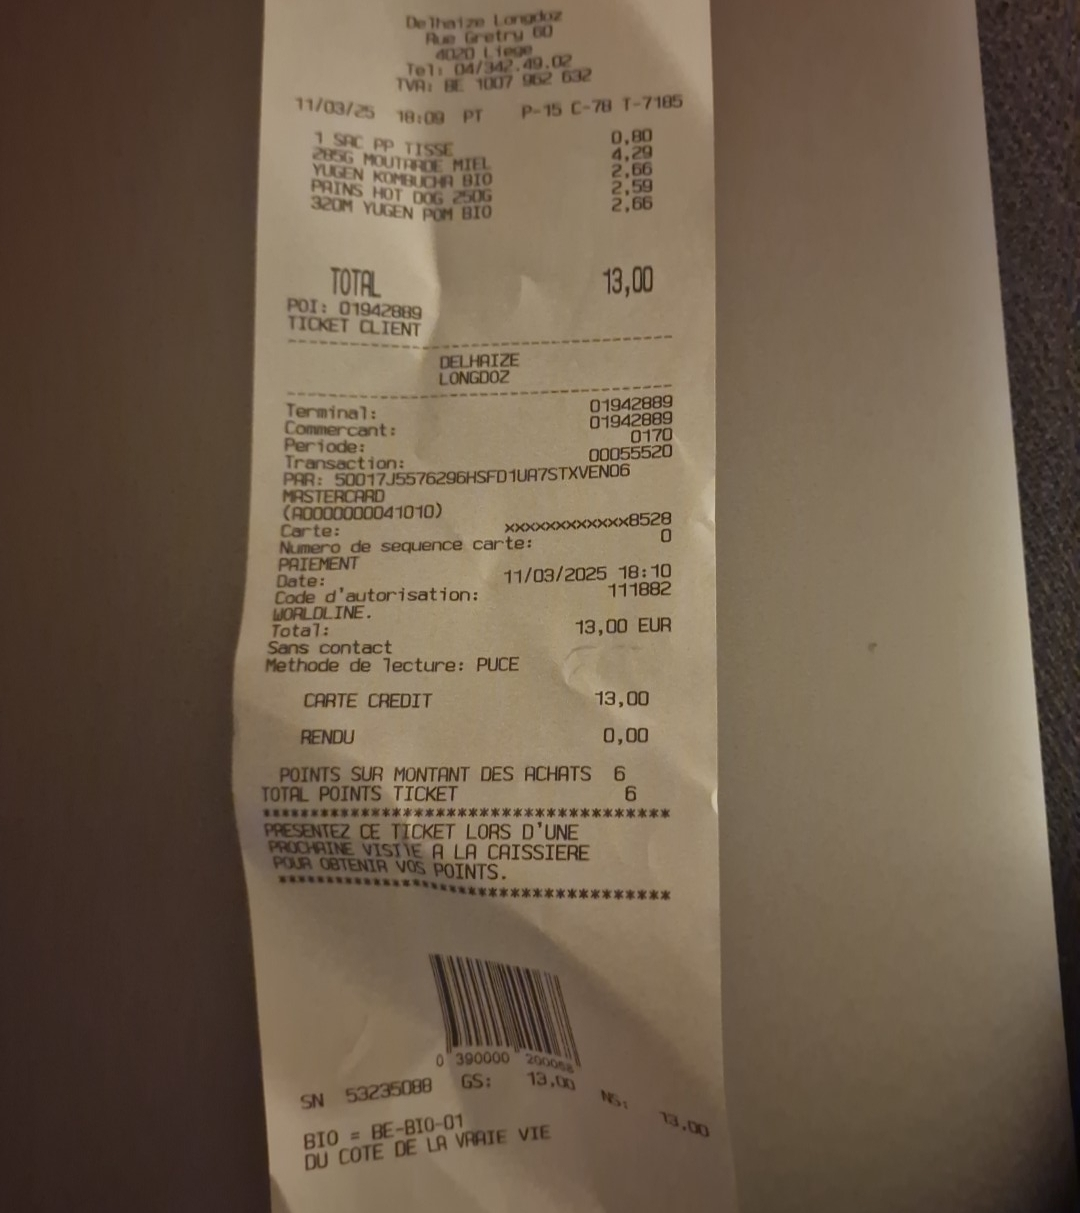 Delhaize Longdoz
Rue Gretry 60
4020 Liege
Tel: 04/342.49.02
TVA: BE 1007 962 632
11/03/25 18:09 PT P-15 C-78 T-7185
1 SAC PP TISSE 0,80
285G MOUTARDE MIEL 4,29
YUGEN KOMBUCHA BIO 2,66
PAINS HOT DOG 250G 2,59
320M YUGEN POM BIO 2,66
TOTAL 13,00
POI: 01942889
TICKET CLIENT
DELHAIZE
LONGDOZ
Terminal: 01942889
Commercant: 01942889
Periode: 0170
Transaction: 00055520
PAR: 50017J5576296HSFD1UA7STXVEN06
MASTERCARD
(A0000000041010)
Carte: xxxxxxxxxxxx8528
Numero de sequence carte: 0
PAIEMENT
Date: 11/03/2025 18:10
Code d'autorisation: 111882
WORLDLINE.
Total: 13,00 EUR
Sans contact
Methode de lecture: PUCE
CARTE CREDIT 13,00
RENDU 0,00
POINTS SUR MONTANT DES ACHATS 6
TOTAL POINTS TICKET 6
****************************************
PRESENTEZ CE TICKET LORS D'UNE
PROCHAINE VISITE A LA CAISSIERE
POUR OBTENIR VOS POINTS.
****************************************
0 390000 200068
SN 53235088 GS: 13.00 NS: 13.00
BIO = BE-BIO-01
DU COTE DE LA VRAIE VIE